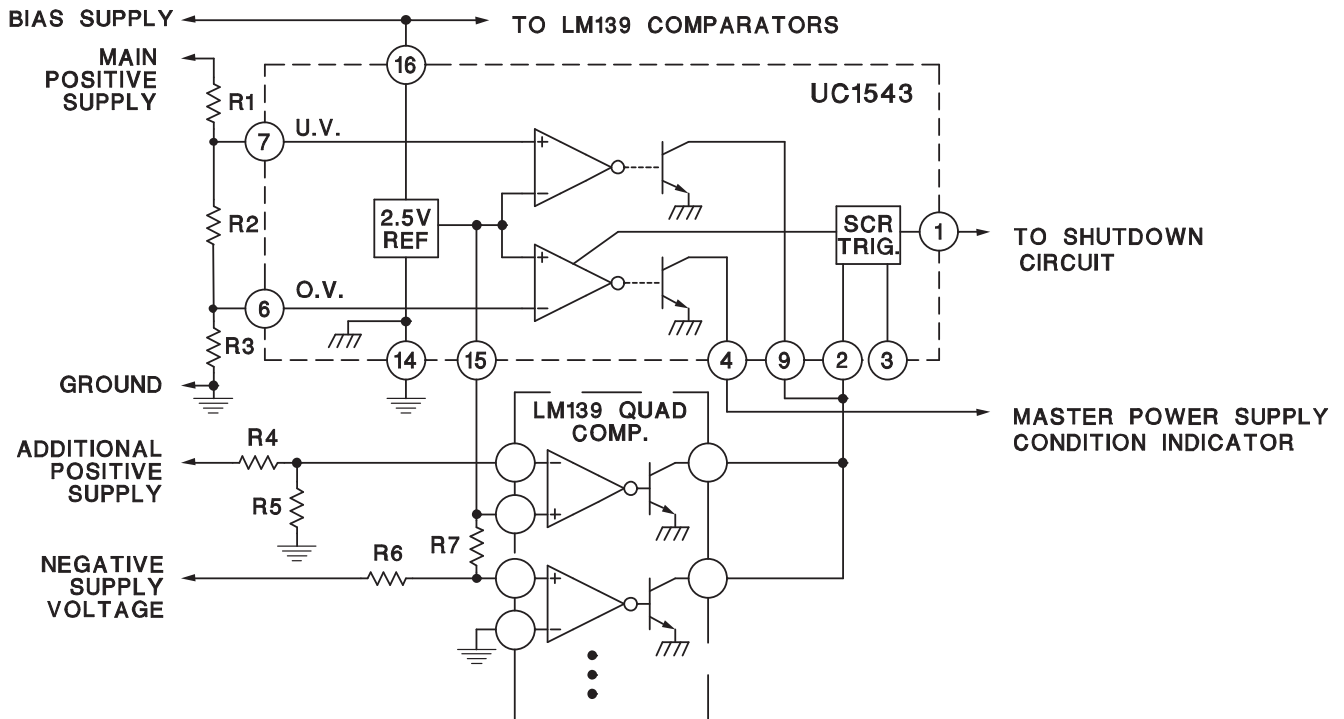 BIAS SUPPLY
TO LM139 COMPARATORS
MAIN
POSITIVE
SUPPLY
16
UC1543
R1
7
U.V.
+
−
R2
2.5V
REF
+
−
SCR
TRIG.
1
TO SHUTDOWN
CIRCUIT
6
O.V.
R3
14
15
4
9
2
3
GROUND
LM139 QUAD
COMP.
MASTER POWER SUPPLY
CONDITION INDICATOR
ADDITIONAL
POSITIVE
SUPPLY
R4
R5
−
+
R7
NEGATIVE
SUPPLY
VOLTAGE
R6
+
−